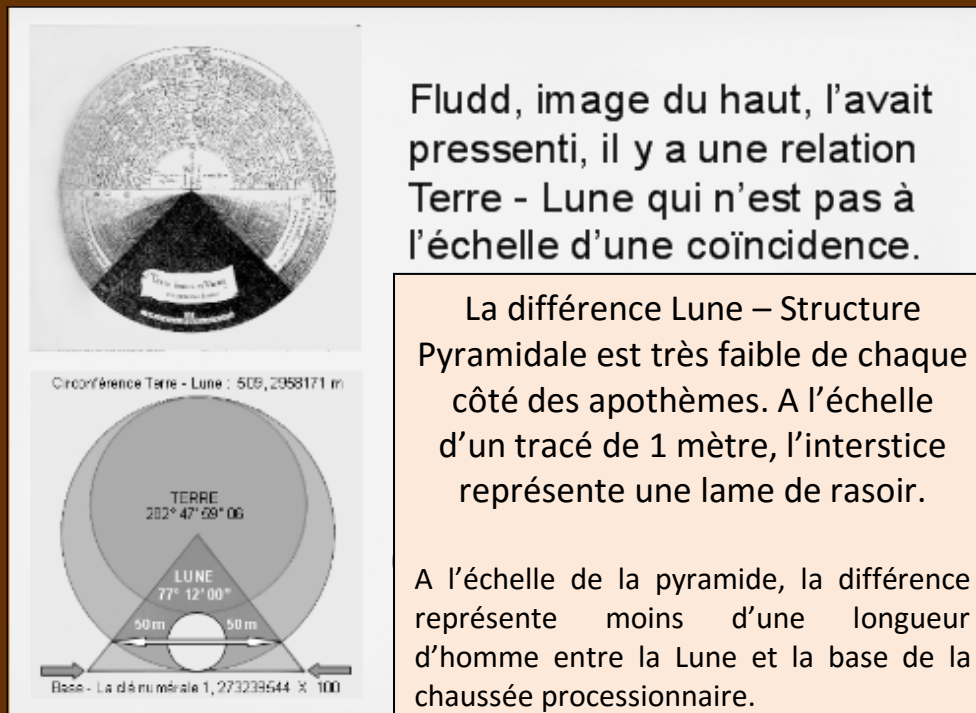 Fludd, image du haut, l'avait
pressenti, il y a une relation
Terre - Lune qui n'est pas à
l'échelle d'une coïncidence.
La différence Lune – Structure
Pyramidale est très faible de chaque
côté des apothèmes. A l'échelle
d'un tracé de 1 mètre, l'interstice
représente une lame de rasoir.
A l'échelle de la pyramide, la différence
représente moins d'une longueur
d'homme entre la Lune et la base de la
chaussée processionnaire.
Circonférence Terre - Lune : 509, 2958171 m
TERRE
282° 47' 59" 06
LUNE
77° 12' 00"
50 m 50 m
Base - La clé numérale 1, 273239544 X 100